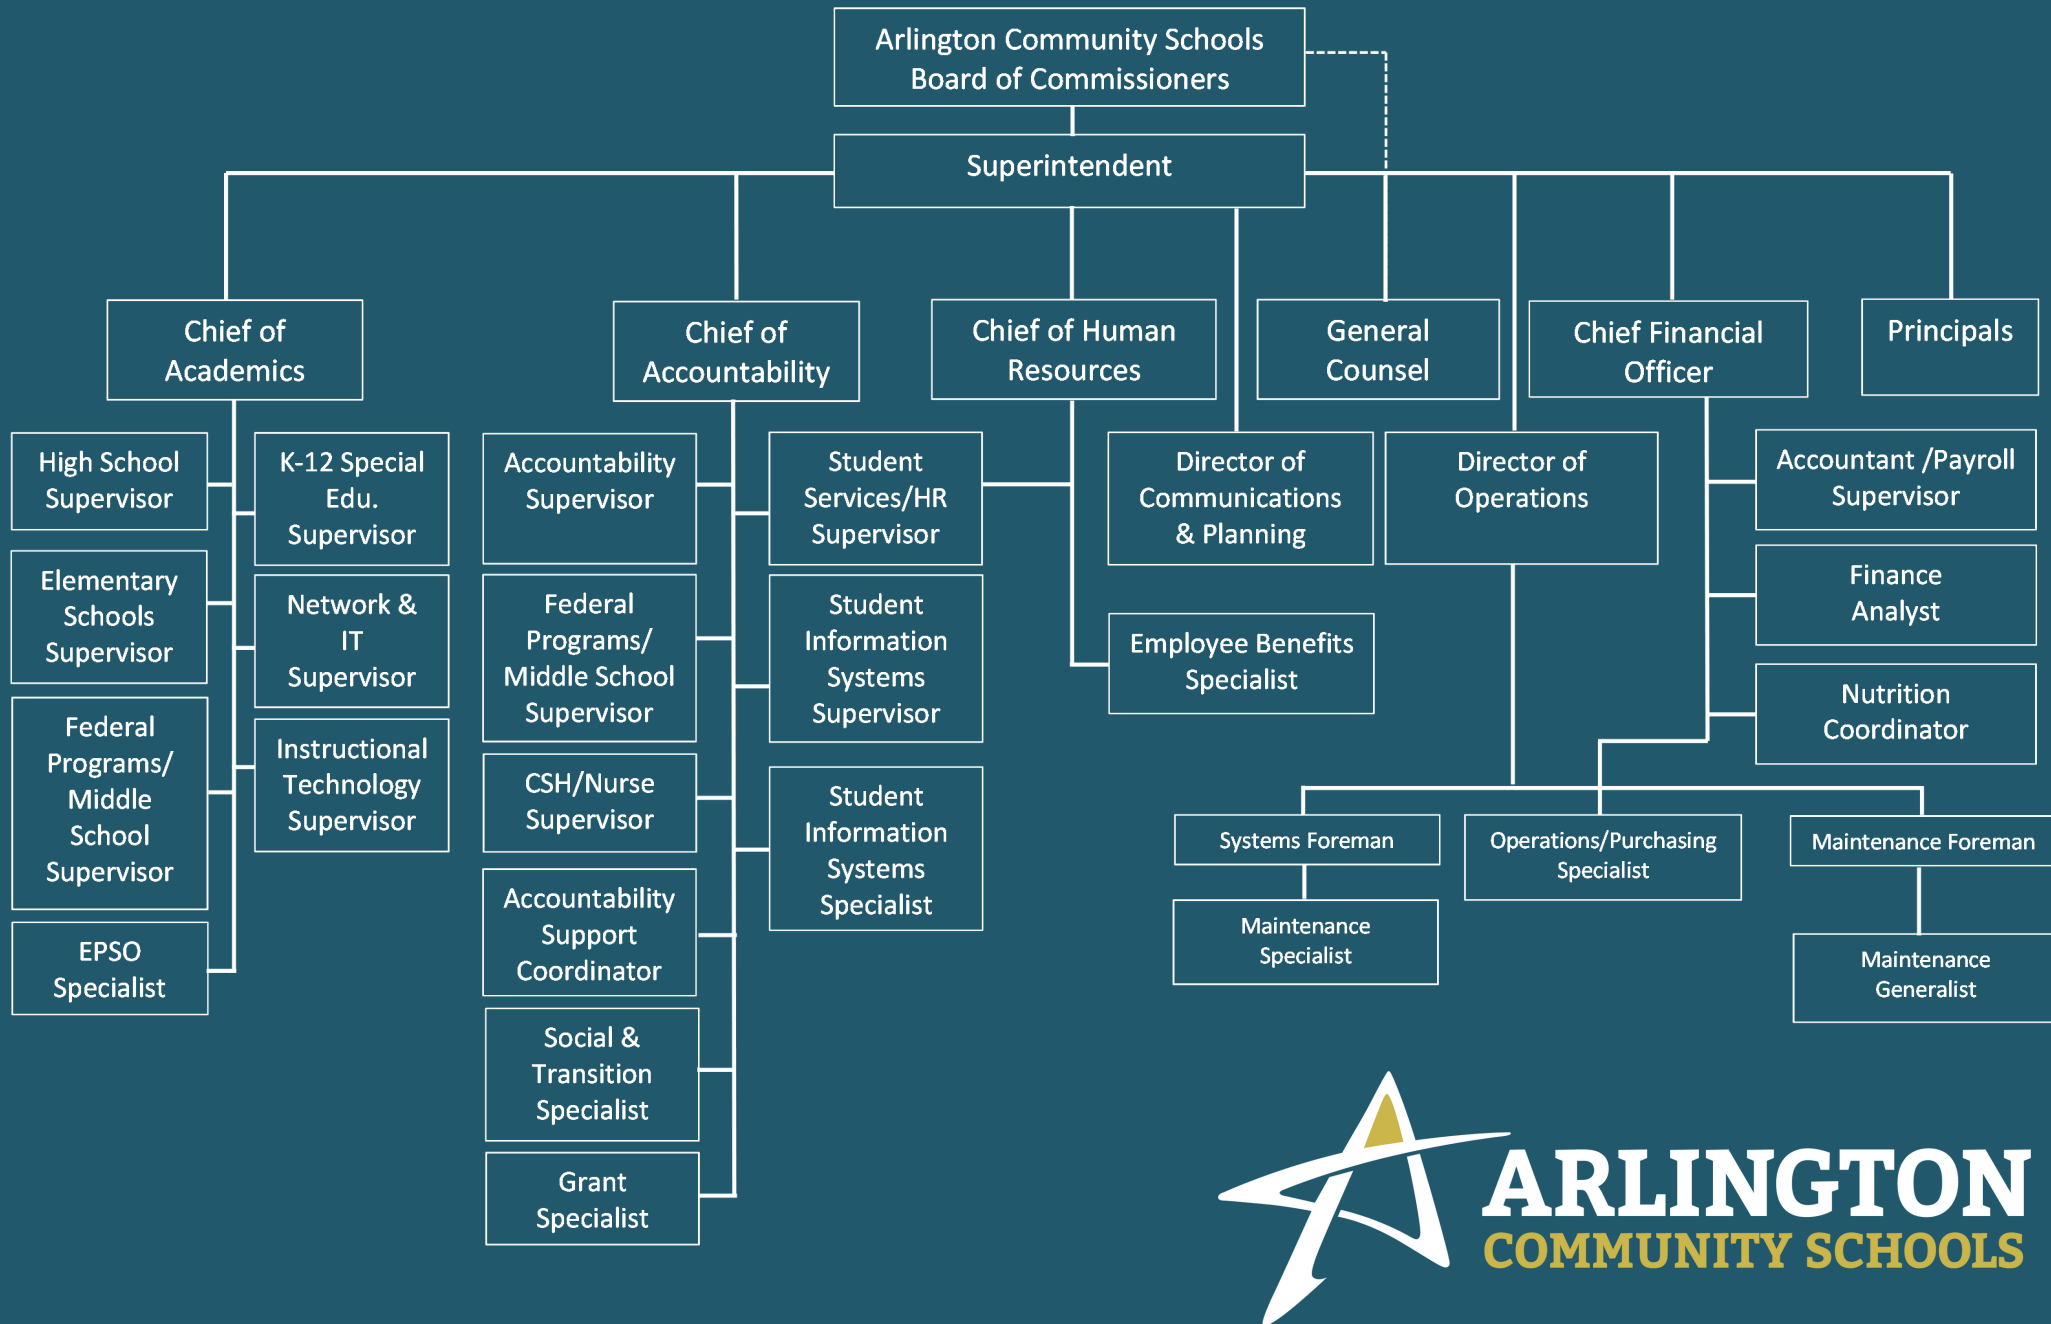 Arlington Community Schools
Board of Commissioners
Superintendent
Chief of
Academics
Chief of
Accountability
Chief of Human
Resources
General
Counsel
Chief Financial
Officer
Principals
High School
Supervisor
K-12 Special
Edu.
Supervisor
Elementary
Schools
Supervisor
Network &
IT
Supervisor
Federal
Programs/
Middle
School
Supervisor
Instructional
Technology
Supervisor
EPSO
Specialist
Accountability
Supervisor
Student
Services/HR
Supervisor
Federal
Programs/
Middle School
Supervisor
Student
Information
Systems
Supervisor
CSH/Nurse
Supervisor
Student
Information
Systems
Specialist
Accountability
Support
Coordinator
Social &
Transition
Specialist
Grant
Specialist
Director of
Communications
& Planning
Employee Benefits
Specialist
Director of
Operations
Accountant /Payroll
Supervisor
Finance
Analyst
Nutrition
Coordinator
Systems Foreman
Operations/Purchasing
Specialist
Maintenance Foreman
Maintenance
Specialist
Maintenance
Generalist
ARLINGTON
COMMUNITY SCHOOLS